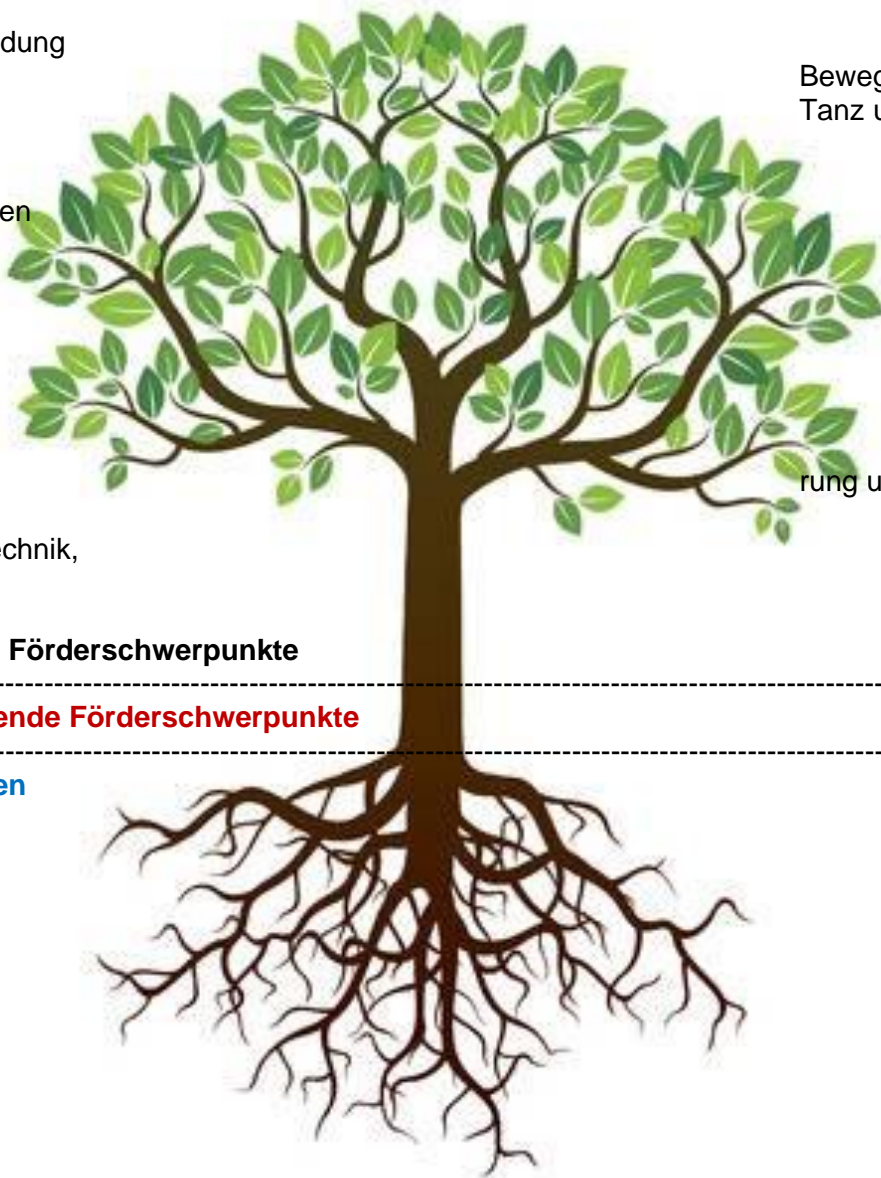 dung
Beweg
Tanz u
en
rung u
echnik,
Förderschwerpunkte
ende Förderschwerpunkte
en